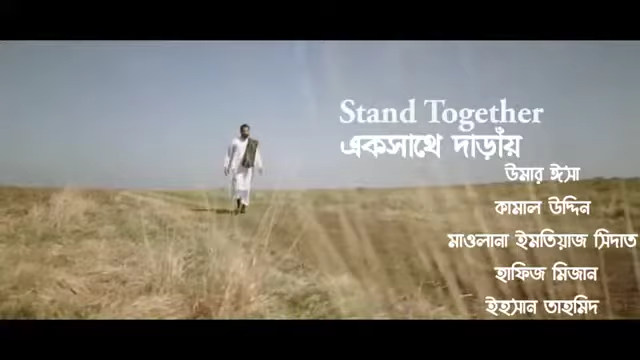 Stand Together
একসাথে দাড়াঁয়
উমার ঈসা
কামাল উদ্দিন
মাওলানা ইমতিয়াজ সিদাত
হাফিজ মিজান
ইহসান তাহমিদ